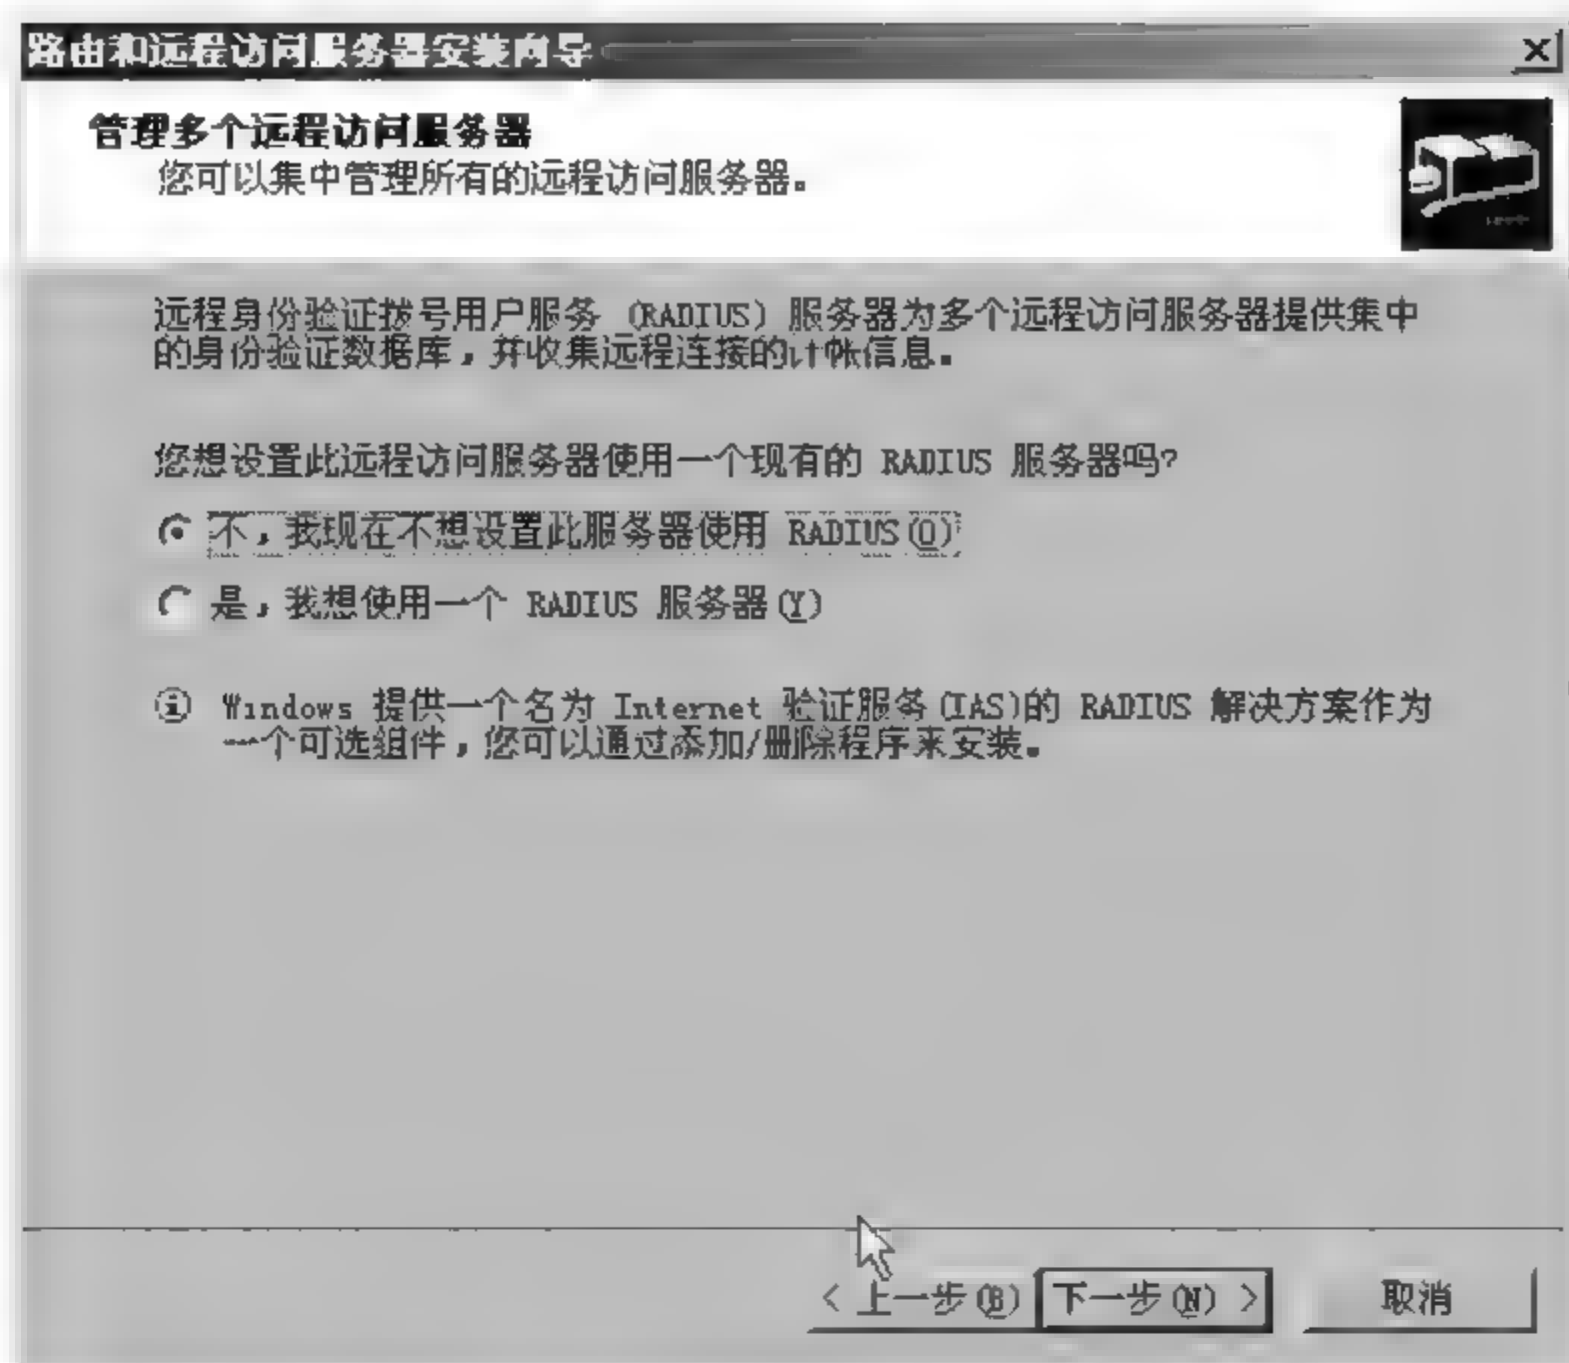 路由和远程访问服务器安装向导
管理多个远程访问服务器
您可以集中管理所有的远程访问服务器。
远程身份验证拨号用户服务 (RADIUS) 服务器为多个远程访问服务器提供集中
的身份验证数据库，并收集远程连接的计帐信息。
您想设置此远程访问服务器使用一个现有的 RADIUS 服务器吗?
不，我现在不想设置此服务器使用 RADIUS(O)
是，我想使用一个 RADIUS 服务器(Y)
Windows 提供一个名为 Internet 验证服务(IAS)的 RADIUS 解决方案作为
一个可选组件，您可以通过添加/删除程序来安装。
< 上一步(B) 下一步(N) > 取消